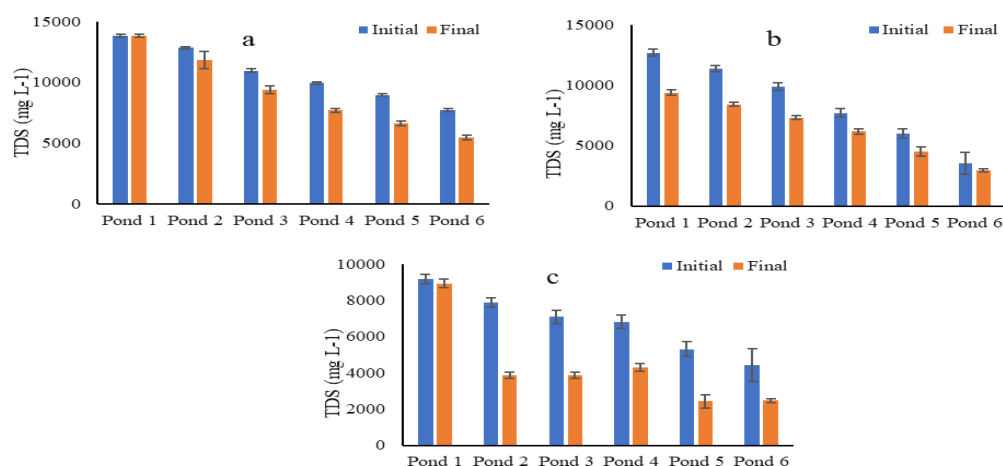 a
Initial Final
TDS (mg L-1)
15000
10000
5000
0
Pond 1 Pond 2 Pond 3 Pond 4 Pond 5 Pond 6
b
Initial Final
TDS (mg L-1)
15000
10000
5000
0
Pond 1 Pond 2 Pond 3 Pond 4 Pond 5 Pond 6
c
Initial Final
TDS (mg L-1)
10000
8000
6000
4000
2000
0
Pond 1 Pond 2 Pond 3 Pond 4 Pond 5 Pond 6